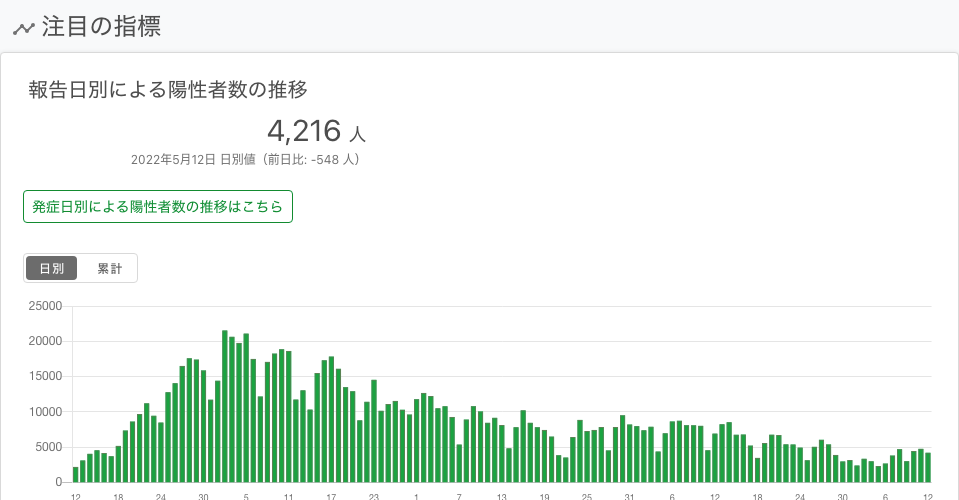 注目の指標
報告日別による陽性者数の推移
4,216 人
2022年5月12日 日別値（前日比: -548 人）
発症日別による陽性者数の推移はこちら
日別 累計
25000
20000
15000
10000
5000
0
12 18 24 30 5 11 17 23 1 7 13 19 25 31 6 12 18 24 30 6 12